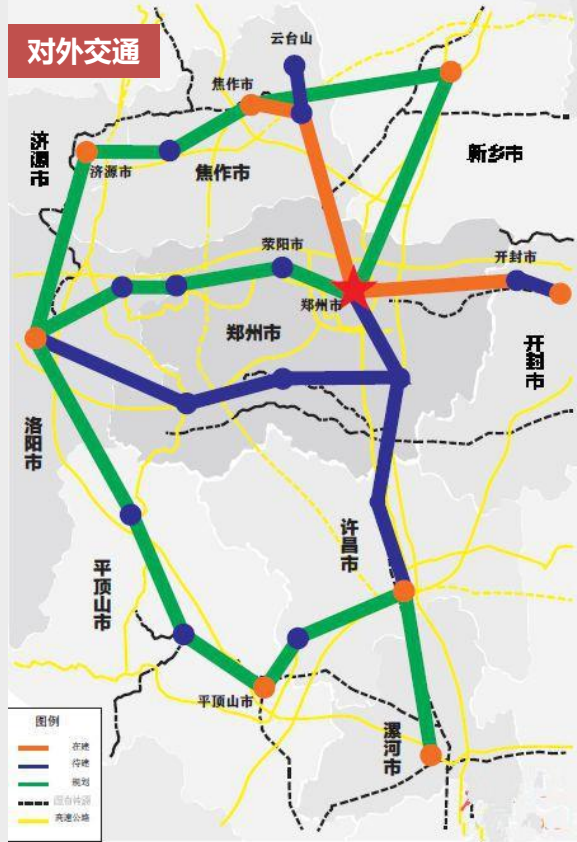 对外交通
云台山
焦作市
济源市
济源市
焦作市
新乡市
荥阳市
开封市
郑州市
郑州市
开封市
洛阳市
许昌市
平顶山市
平顶山市
漯河市
图例
在建
待建
规划
高速公路